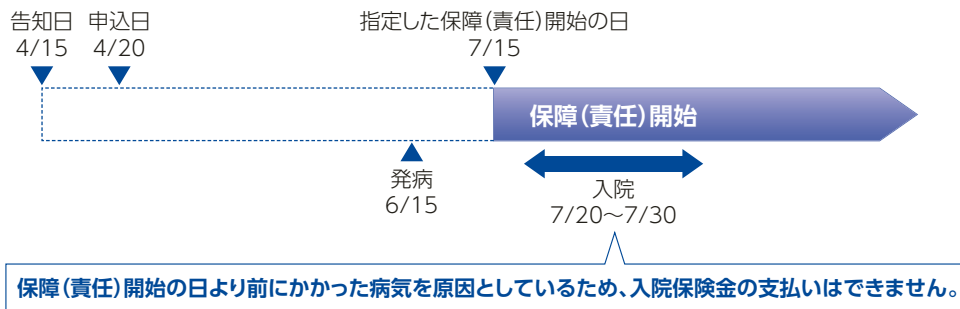 告知日 申込日 指定した保障（責任）開始の日
4/15 4/20 7/15
保障（責任）開始
発病
6/15
入院
7/20～7/30
保障（責任）開始の日より前にかかった病気を原因としているため、入院保険金の支払いはできません。